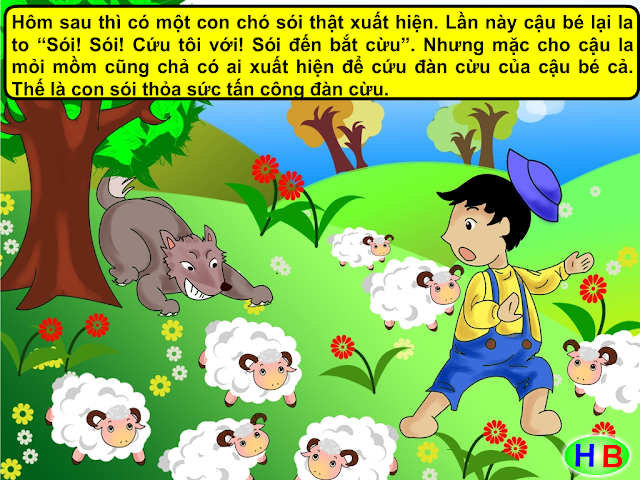 Hôm sau thì có một con chó sói thật xuất hiện. Lần này cậu bé lại la
to “Sói! Sói! Cứu tôi với! Sói đến bắt cừu”. Nhưng mặc cho cậu la
mỏi mồm cũng chả có ai xuất hiện để cứu đàn cừu của cậu bé cả.
Thế là con sói thỏa sức tấn công đàn cừu.
H B